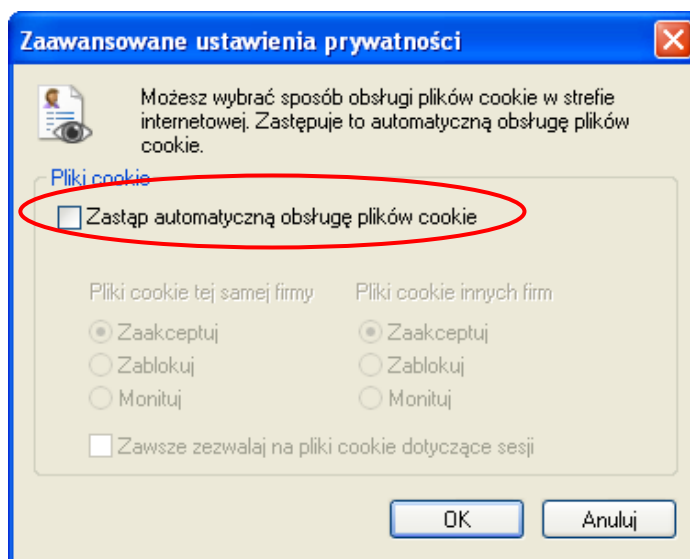 Zaawansowane ustawienia prywatności
Możesz wybrać sposób obsługi plików cookie w strefie
internetowej. Zastępuje to automatyczną obsługę plików
cookie.
Pliki cookie
Zastąp automatyczną obsługę plików cookie
Pliki cookie tej samej firmy Pliki cookie innych firm
Zaakceptuj Zaakceptuj
Zablokuj Zablokuj
Monituj Monituj
Zawsze zezwalaj na pliki cookie dotyczące sesji
OK Anuluj